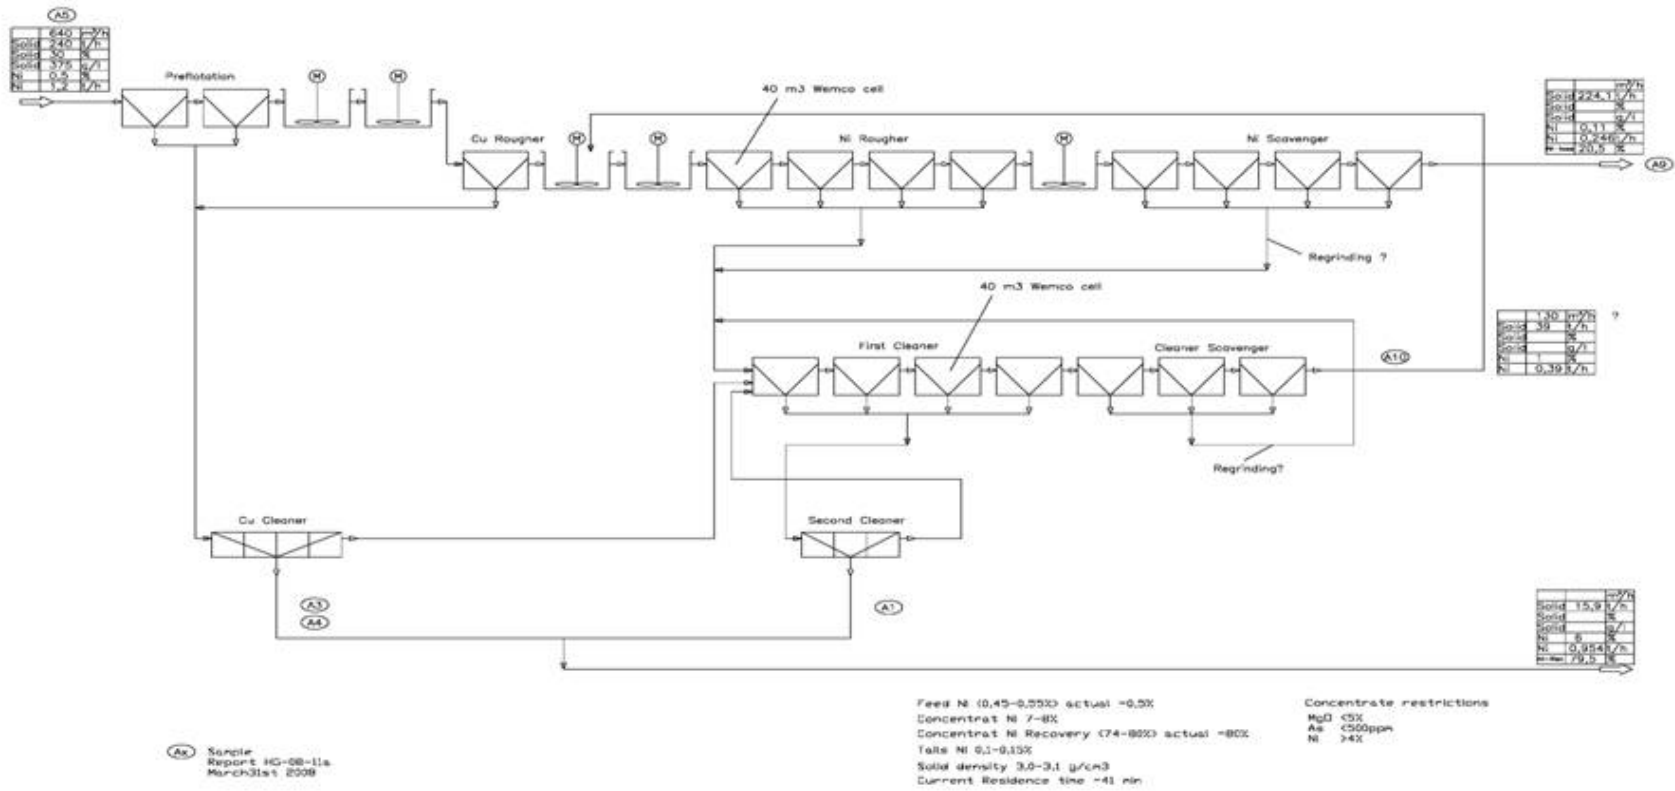 A5
640 m³/h
Solid 240 t/h
Solid 30 %
Solid 375 g/l
Ni 0,5 %
Ni 1,2 t/h
Preflotation
M
M
40 m3 Wemco cell
m³/h
Solid 224,1 t/h
Solid %
Solid g/l
Ni 0,11 %
Ni 0,246 t/h
20,5 %
Cu Rougner
M
M
Ni Rougher
M
Ni Scavenger
A9
Regrinding ?
40 m3 Wemco cell
130 m³/h ?
Solid 39 t/h
Solid %
Solid g/l
Ni 1 %
Ni 0,39 t/h
First Cleaner
Cleaner Scavenger
A10
Regrinding?
Cu Cleaner
Second Cleaner
A3
A4
A1
m³/h
Solid 15,9 t/h
Solid %
Solid g/l
Ni 6 %
Ni 0,954 t/h
79,5 %
Feed Ni (0,45-0,55%) actual ~0,5%
Concentrat Ni 7-8%
Concentrat Ni Recovery (74-80%) actual ~80%
Tails Ni 0,1-0,15%
Solid density 3,0-3,1 g/cm3
Current Residence time ~41 min
Concentrate restrictions
MgO <5%
As <500ppm
Ni >4%
Ax Sample
Report HG-08-11a
March31st 2008